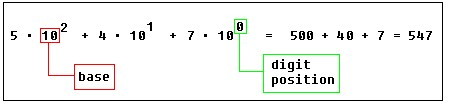 5 · 10² + 4 · 10¹ + 7 · 10⁰ = 500 + 40 + 7 = 547
base
digit
position